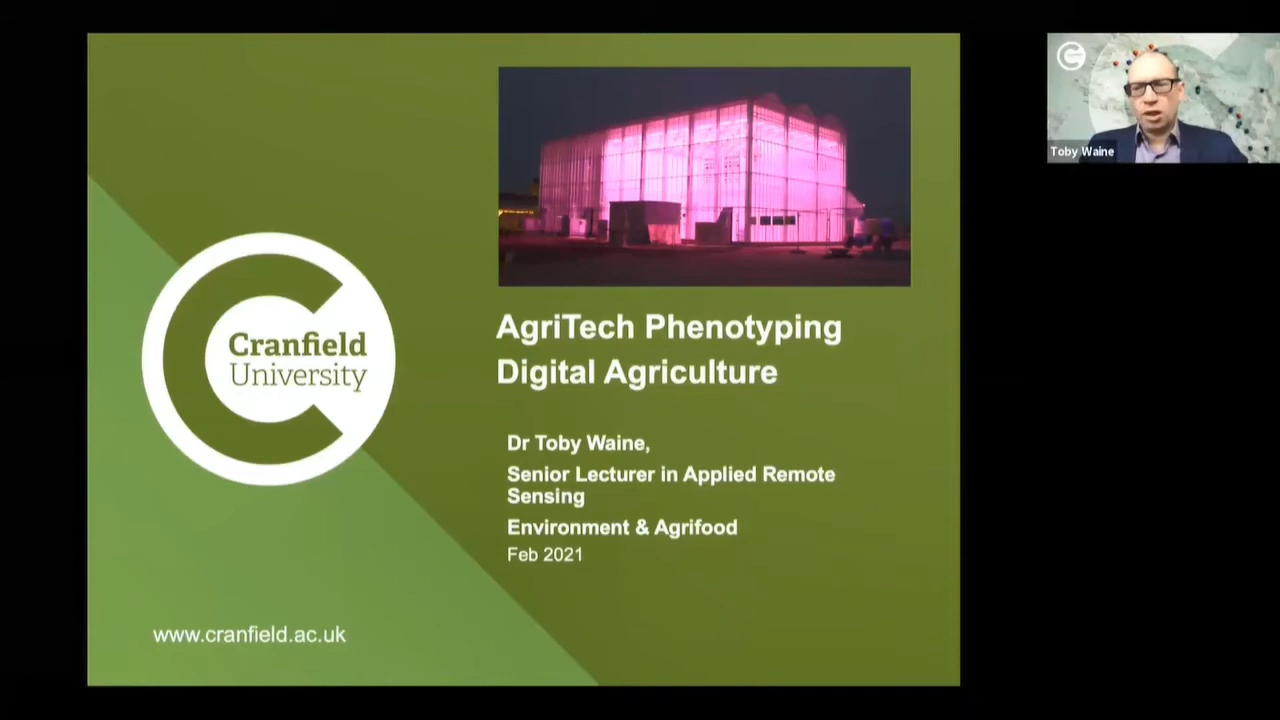 AgriTech Phenotyping
Digital Agriculture
Cranfield
University
Dr Toby Waine,
Senior Lecturer in Applied Remote
Sensing
Environment & Agrifood
Feb 2021
www.cranfield.ac.uk
Toby Waine